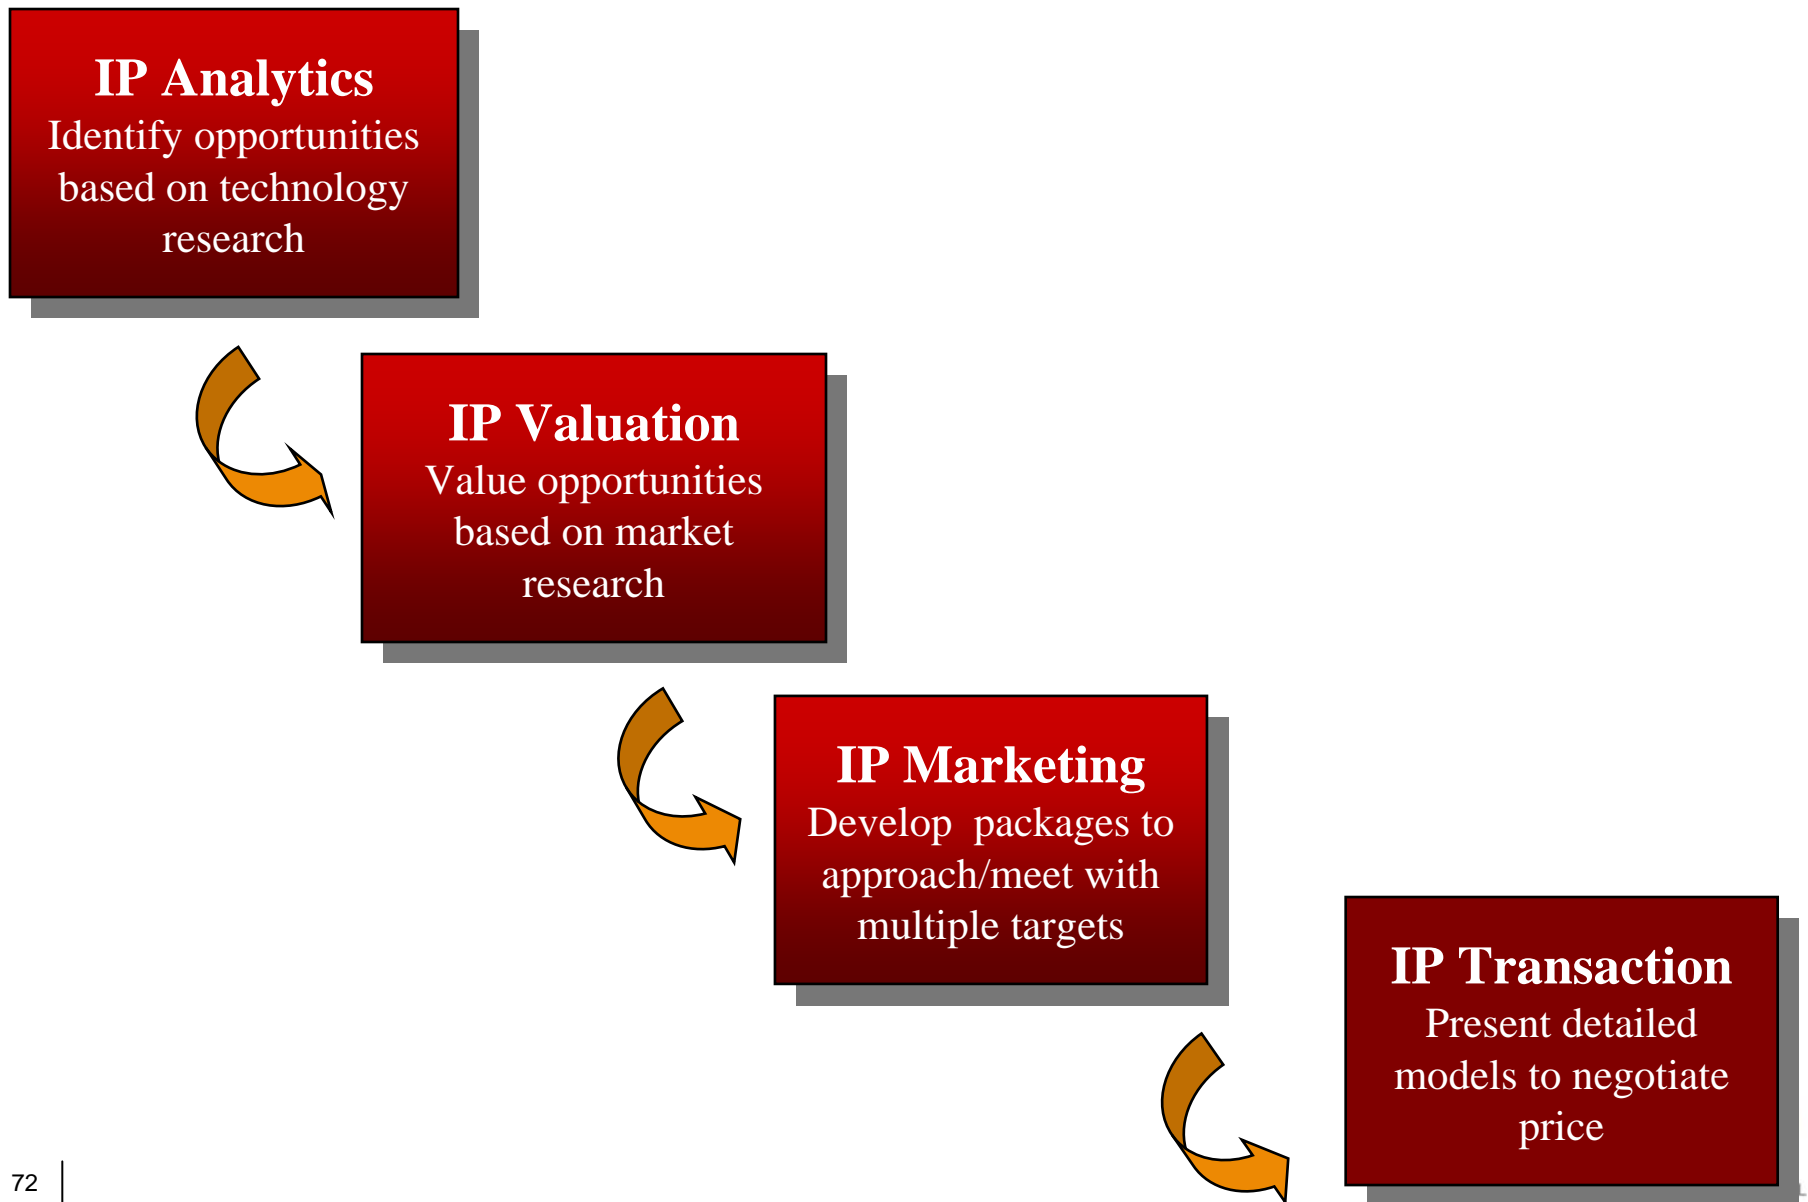 IP Analytics
Identify opportunities
based on technology
research
IP Valuation
Value opportunities
based on market
research
IP Marketing
Develop  packages to
approach/meet with
multiple targets
IP Transaction
Present detailed
models to negotiate
price
72